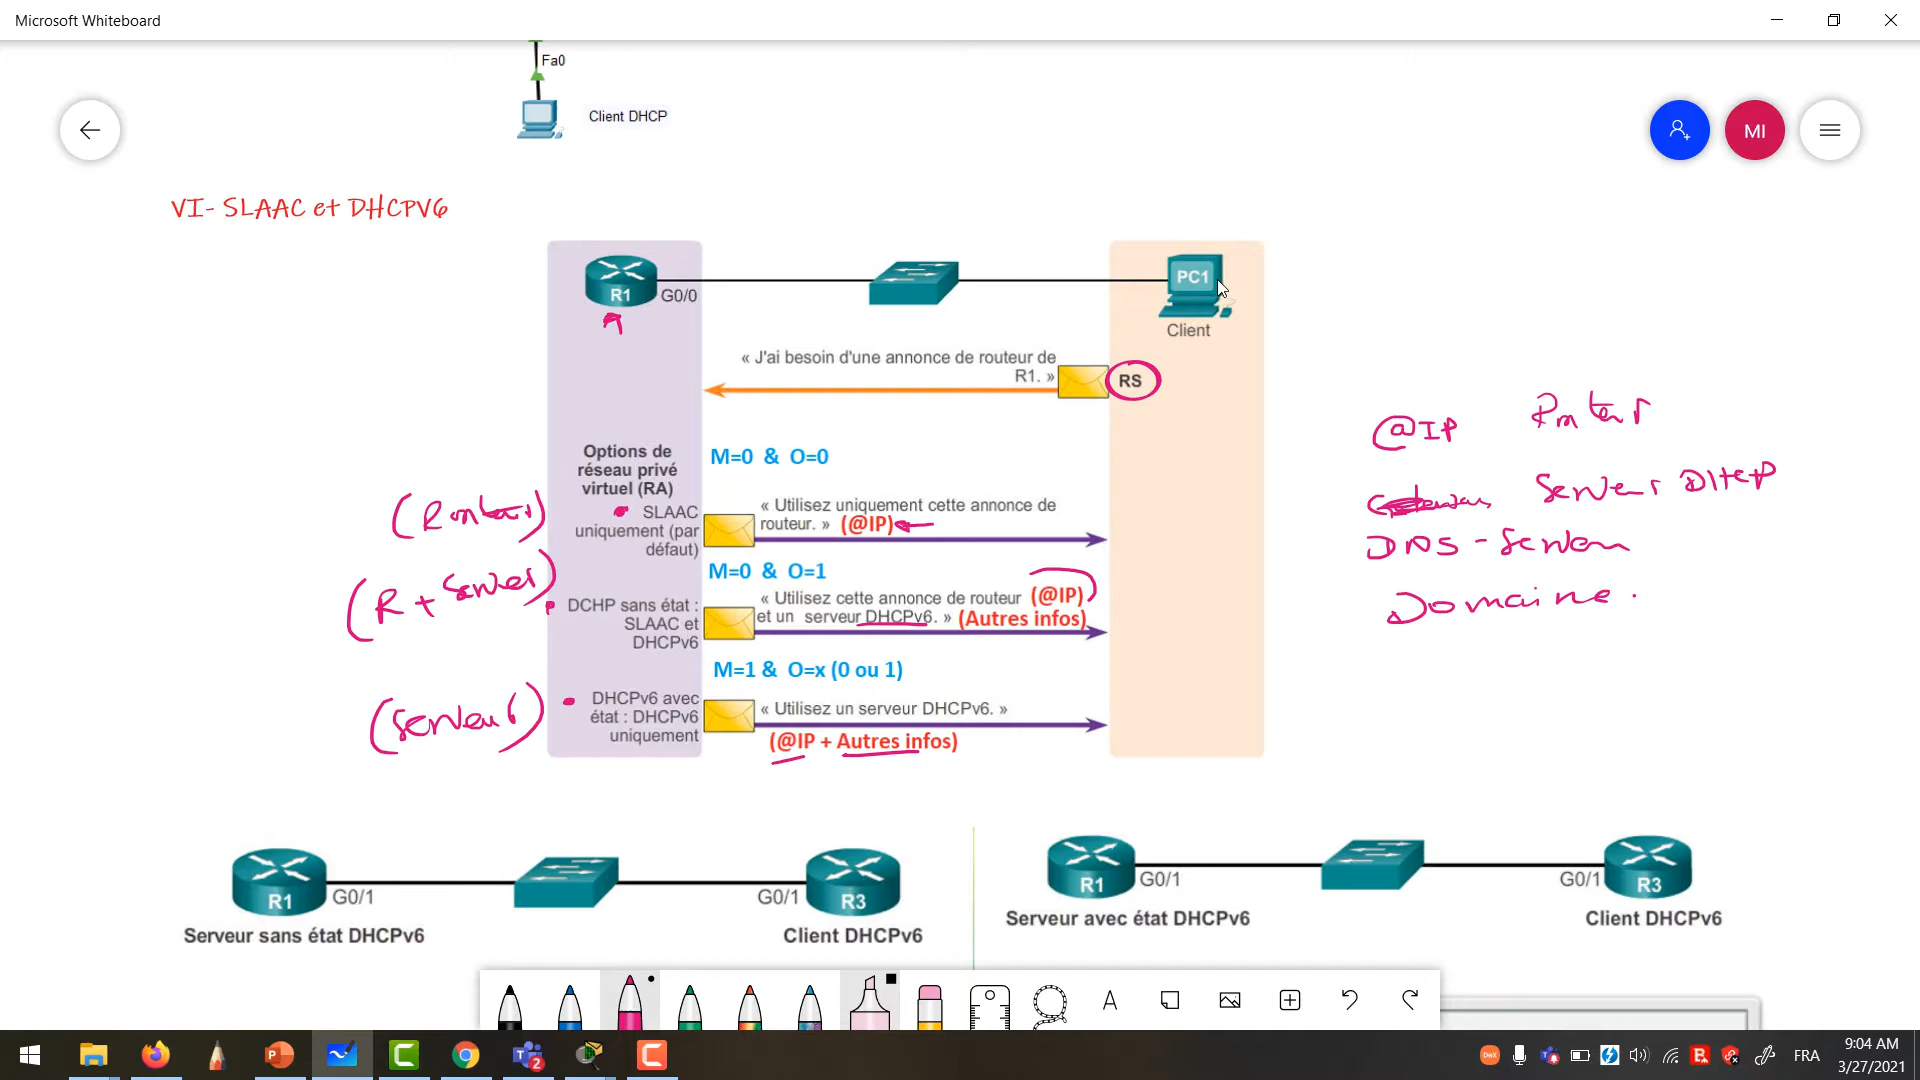 Microsoft Whiteboard
Fa0
Client DHCP
MI
VI- SLAAC et DHCPV6
R1
G0/0
PC1
Client
« J'ai besoin d'une annonce de routeur de
R1. »
RS
Options de
réseau privé
virtuel (RA)
M=0 & O=0
SLAAC
uniquement (par
défaut)
« Utilisez uniquement cette annonce de
routeur. » (@IP)
M=0 & O=1
DCHP sans état :
SLAAC et
DHCPv6
« Utilisez cette annonce de routeur (@IP)
et un serveur DHCPv6. » (Autres infos)
M=1 & O=x (0 ou 1)
DHCPv6 avec
état : DHCPv6
uniquement
« Utilisez un serveur DHCPv6. »
(@IP + Autres infos)
(R + Server)
@IP
Serveur DHCP
DNS - Serveur
Domaine.
R1
G0/1
G0/1
R3
Serveur sans état DHCPv6
Client DHCPv6
R1
G0/1
G0/1
R3
Serveur avec état DHCPv6
Client DHCPv6
FRA
9:04 AM
3/27/2021